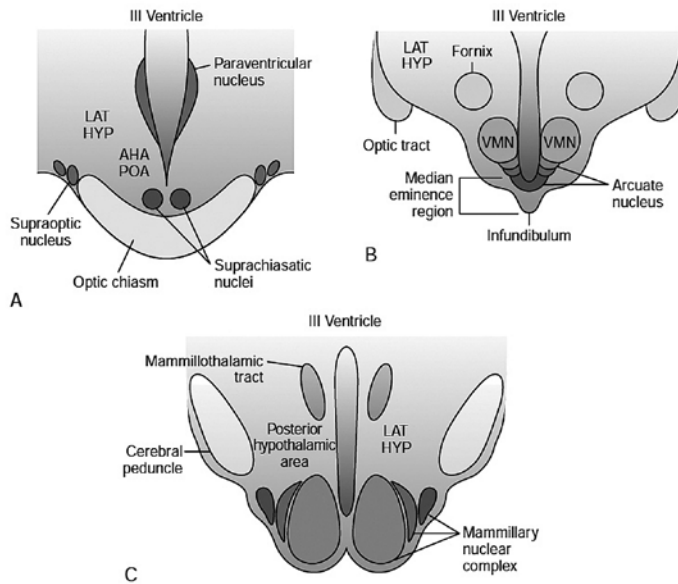 III Ventricle
Paraventricular
nucleus
LAT
HYP
AHA
POA
Supraoptic
nucleus
Optic chiasm
Suprachiasatic
nuclei
A
III Ventricle
LAT
HYP
Fornix
Optic tract
VMN
VMN
Median
eminence
region
Arcuate
nucleus
Infundibulum
B
III Ventricle
Mammillothalamic
tract
Posterior
hypothalamic
area
LAT
HYP
Cerebral
peduncle
Mammillary
nuclear
complex
C